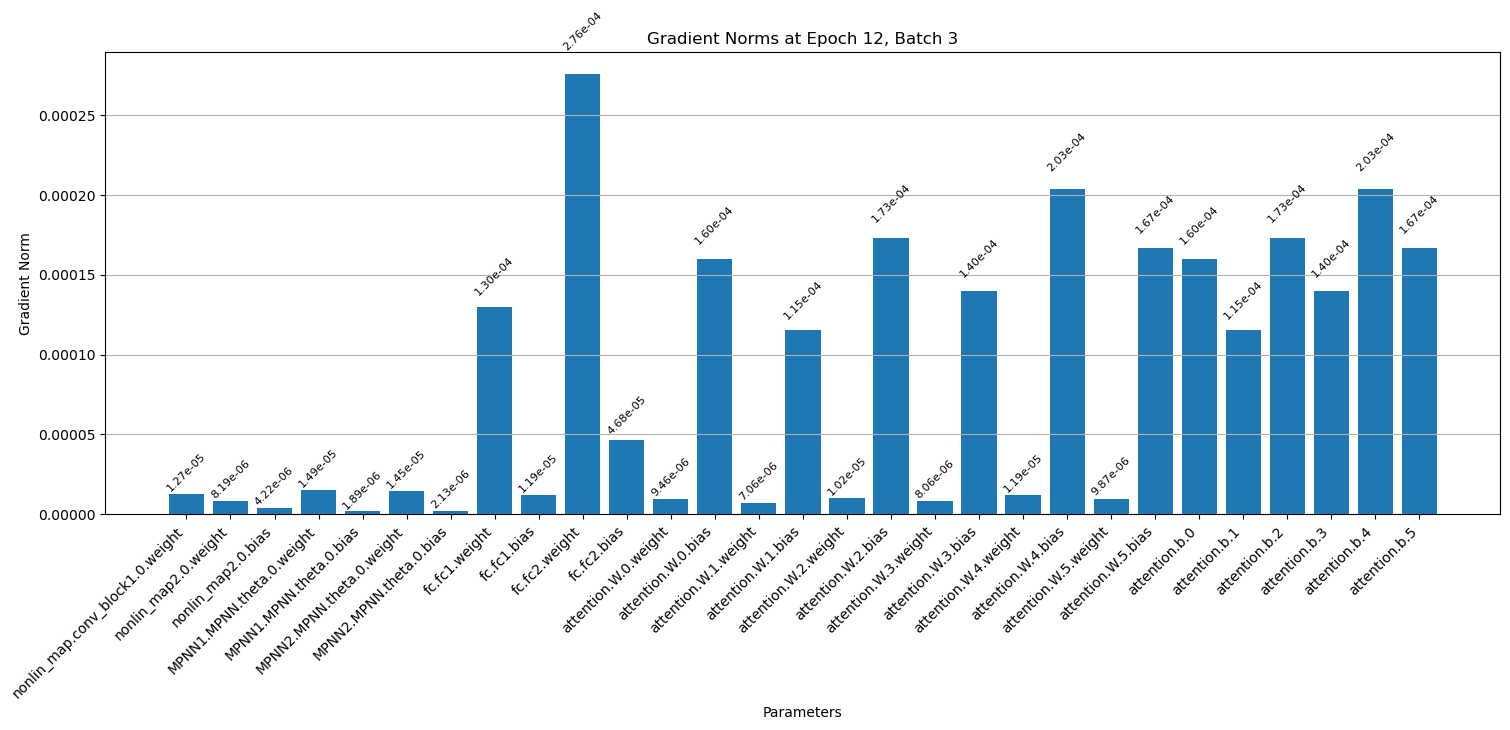 Gradient Norms at Epoch 12, Batch 3
Gradient Norm
0.00025
0.00020
0.00015
0.00010
0.00005
0.00000
1.27e-05
8.19e-06
4.22e-06
1.49e-05
1.89e-06
1.45e-05
2.13e-06
1.30e-04
1.19e-05
2.76e-04
4.68e-05
9.46e-06
1.60e-04
7.06e-06
1.15e-04
1.02e-05
1.73e-04
8.06e-06
1.40e-04
1.19e-05
2.03e-04
9.87e-06
1.67e-04
1.60e-04
1.15e-04
1.73e-04
1.40e-04
2.03e-04
1.67e-04
nonlin_map.conv_block1.0.weight
nonlin_map2.0.weight
nonlin_map2.0.bias
MPNN1.MPNN.theta.0.weight
MPNN1.MPNN.theta.0.bias
MPNN2.MPNN.theta.0.weight
MPNN2.MPNN.theta.0.bias
fc.fc1.weight
fc.fc1.bias
fc.fc2.weight
fc.fc2.bias
attention.W.0.weight
attention.W.0.bias
attention.W.1.weight
attention.W.1.bias
attention.W.2.weight
attention.W.2.bias
attention.W.3.weight
attention.W.3.bias
attention.W.4.weight
attention.W.4.bias
attention.W.5.weight
attention.W.5.bias
attention.b.0
attention.b.1
attention.b.2
attention.b.3
attention.b.4
attention.b.5
Parameters